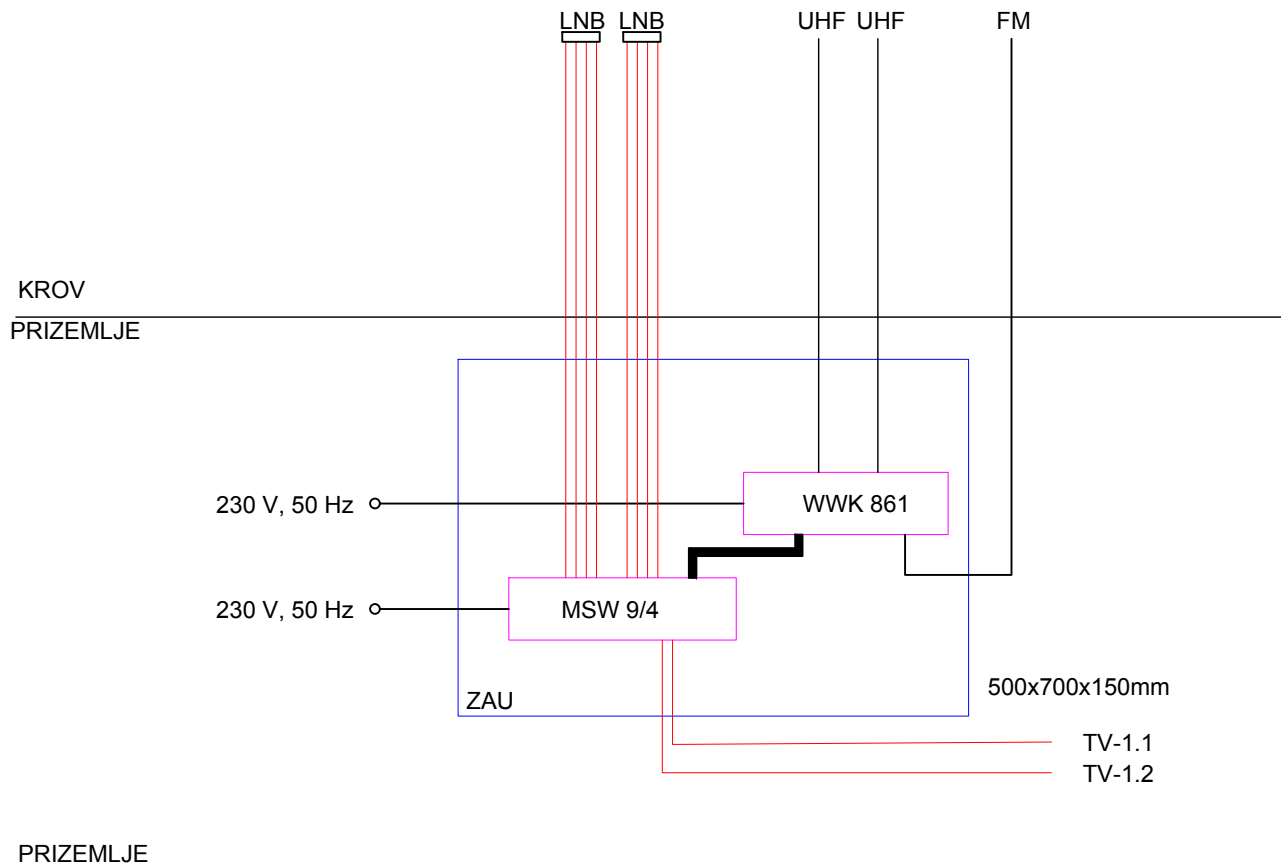 LNB LNB UHF UHF FM
KROV
PRIZEMLJE
WWK 861
230 V, 50 Hz
MSW 9/4
230 V, 50 Hz
ZAU
500x700x150mm
TV-1.1
TV-1.2
PRIZEMLJE